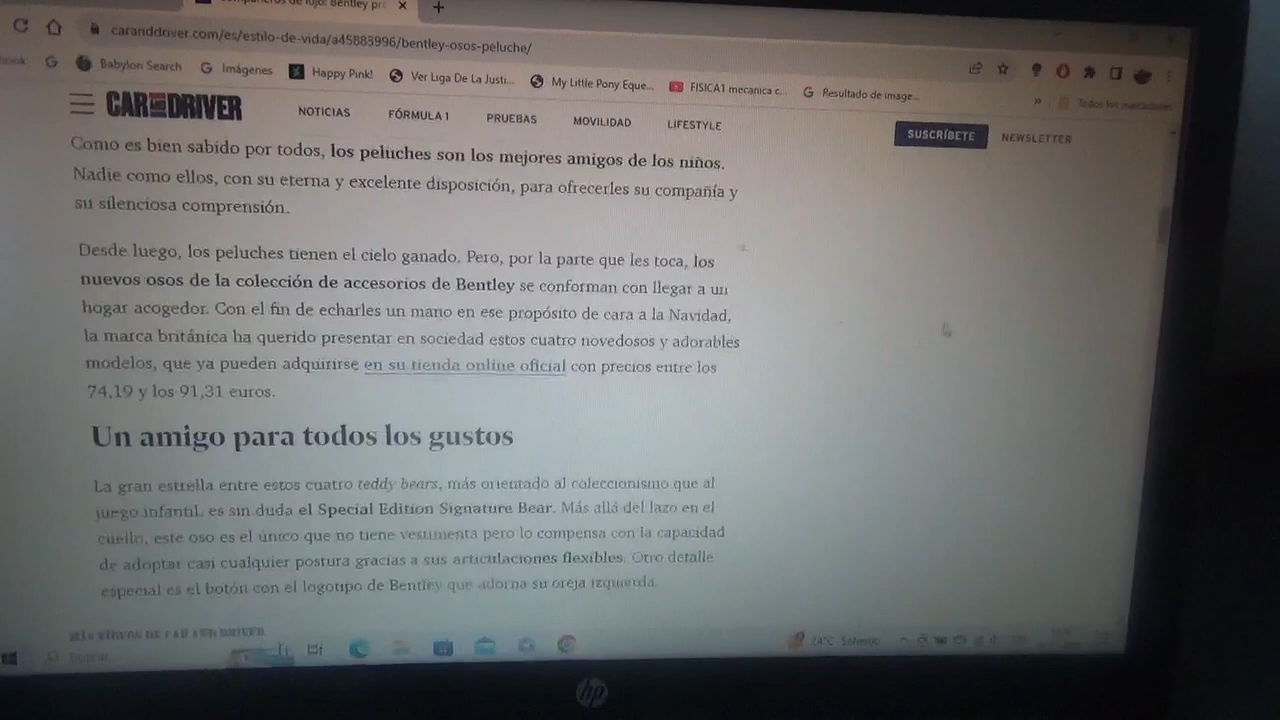 Bentley pr
caranddriver.com/es/estilo-de-vida/a45883996/bentley-osos-peluche/
Babylon Search Imágenes Happy Pink! Ver Liga De La Justi... My Little Pony Eque... FISICA1 mecanica c... Resultado de image...
» Todos los marcadores
CAR AND DRIVER NOTICIAS FÓRMULA 1 PRUEBAS MOVILIDAD LIFESTYLE SUSCRÍBETE NEWSLETTER
Como es bien sabido por todos, los peluches son los mejores amigos de los niños.
Nadie como ellos, con su eterna y excelente disposición, para ofrecerles su compañía y
su silenciosa comprensión.
Desde luego, los peluches tienen el cielo ganado. Pero, por la parte que les toca, los
nuevos osos de la colección de accesorios de Bentley se conforman con llegar a un
hogar acogedor. Con el fin de echarles un mano en ese propósito de cara a la Navidad,
la marca británica ha querido presentar en sociedad estos cuatro novedosos y adorables
modelos, que ya pueden adquirirse en su tienda online oficial con precios entre los
74,19 y los 91,31 euros.
Un amigo para todos los gustos
La gran estrella entre estos cuatro teddy bears, más orientado al coleccionismo que al
juego infantil, es sin duda el Special Edition Signature Bear. Más allá del lazo en el
cuello, este oso es el único que no tiene vestimenta pero lo compensa con la capacidad
de adoptar casi cualquier postura gracias a sus articulaciones flexibles. Otro detalle
especial es el botón con el logotipo de Bentley que adorna su oreja izquierda.
DE CAR AND DRIVER
Buscar 24°C
hp